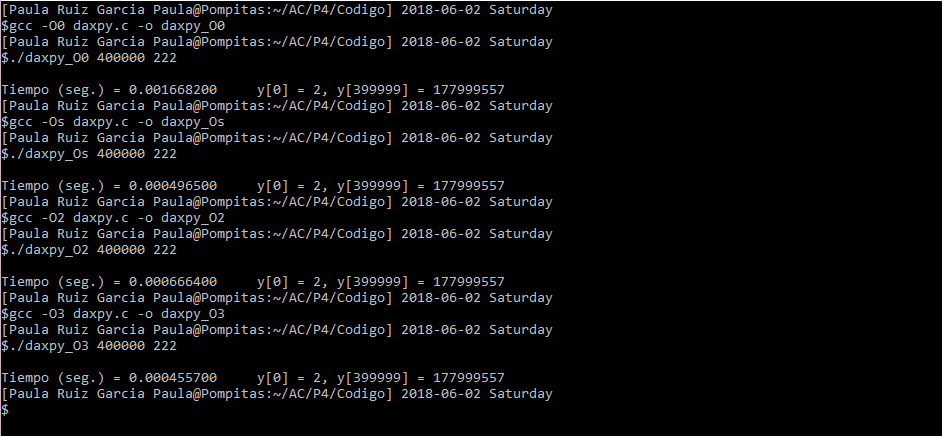 [Paula Ruiz Garcia Paula@Pompitas:~/AC/P4/Codigo] 2018-06-02 Saturday
$gcc -O0 daxpy.c -o daxpy_O0
[Paula Ruiz Garcia Paula@Pompitas:~/AC/P4/Codigo] 2018-06-02 Saturday
$./daxpy_O0 400000 222
Tiempo (seg.) = 0.001668200     y[0] = 2, y[399999] = 177999557
[Paula Ruiz Garcia Paula@Pompitas:~/AC/P4/Codigo] 2018-06-02 Saturday
$gcc -Os daxpy.c -o daxpy_Os
[Paula Ruiz Garcia Paula@Pompitas:~/AC/P4/Codigo] 2018-06-02 Saturday
$./daxpy_Os 400000 222
Tiempo (seg.) = 0.000496500     y[0] = 2, y[399999] = 177999557
[Paula Ruiz Garcia Paula@Pompitas:~/AC/P4/Codigo] 2018-06-02 Saturday
$gcc -O2 daxpy.c -o daxpy_O2
[Paula Ruiz Garcia Paula@Pompitas:~/AC/P4/Codigo] 2018-06-02 Saturday
$./daxpy_O2 400000 222
Tiempo (seg.) = 0.000666400     y[0] = 2, y[399999] = 177999557
[Paula Ruiz Garcia Paula@Pompitas:~/AC/P4/Codigo] 2018-06-02 Saturday
$gcc -O3 daxpy.c -o daxpy_O3
[Paula Ruiz Garcia Paula@Pompitas:~/AC/P4/Codigo] 2018-06-02 Saturday
$./daxpy_O3 400000 222
Tiempo (seg.) = 0.000455700     y[0] = 2, y[399999] = 177999557
[Paula Ruiz Garcia Paula@Pompitas:~/AC/P4/Codigo] 2018-06-02 Saturday
$